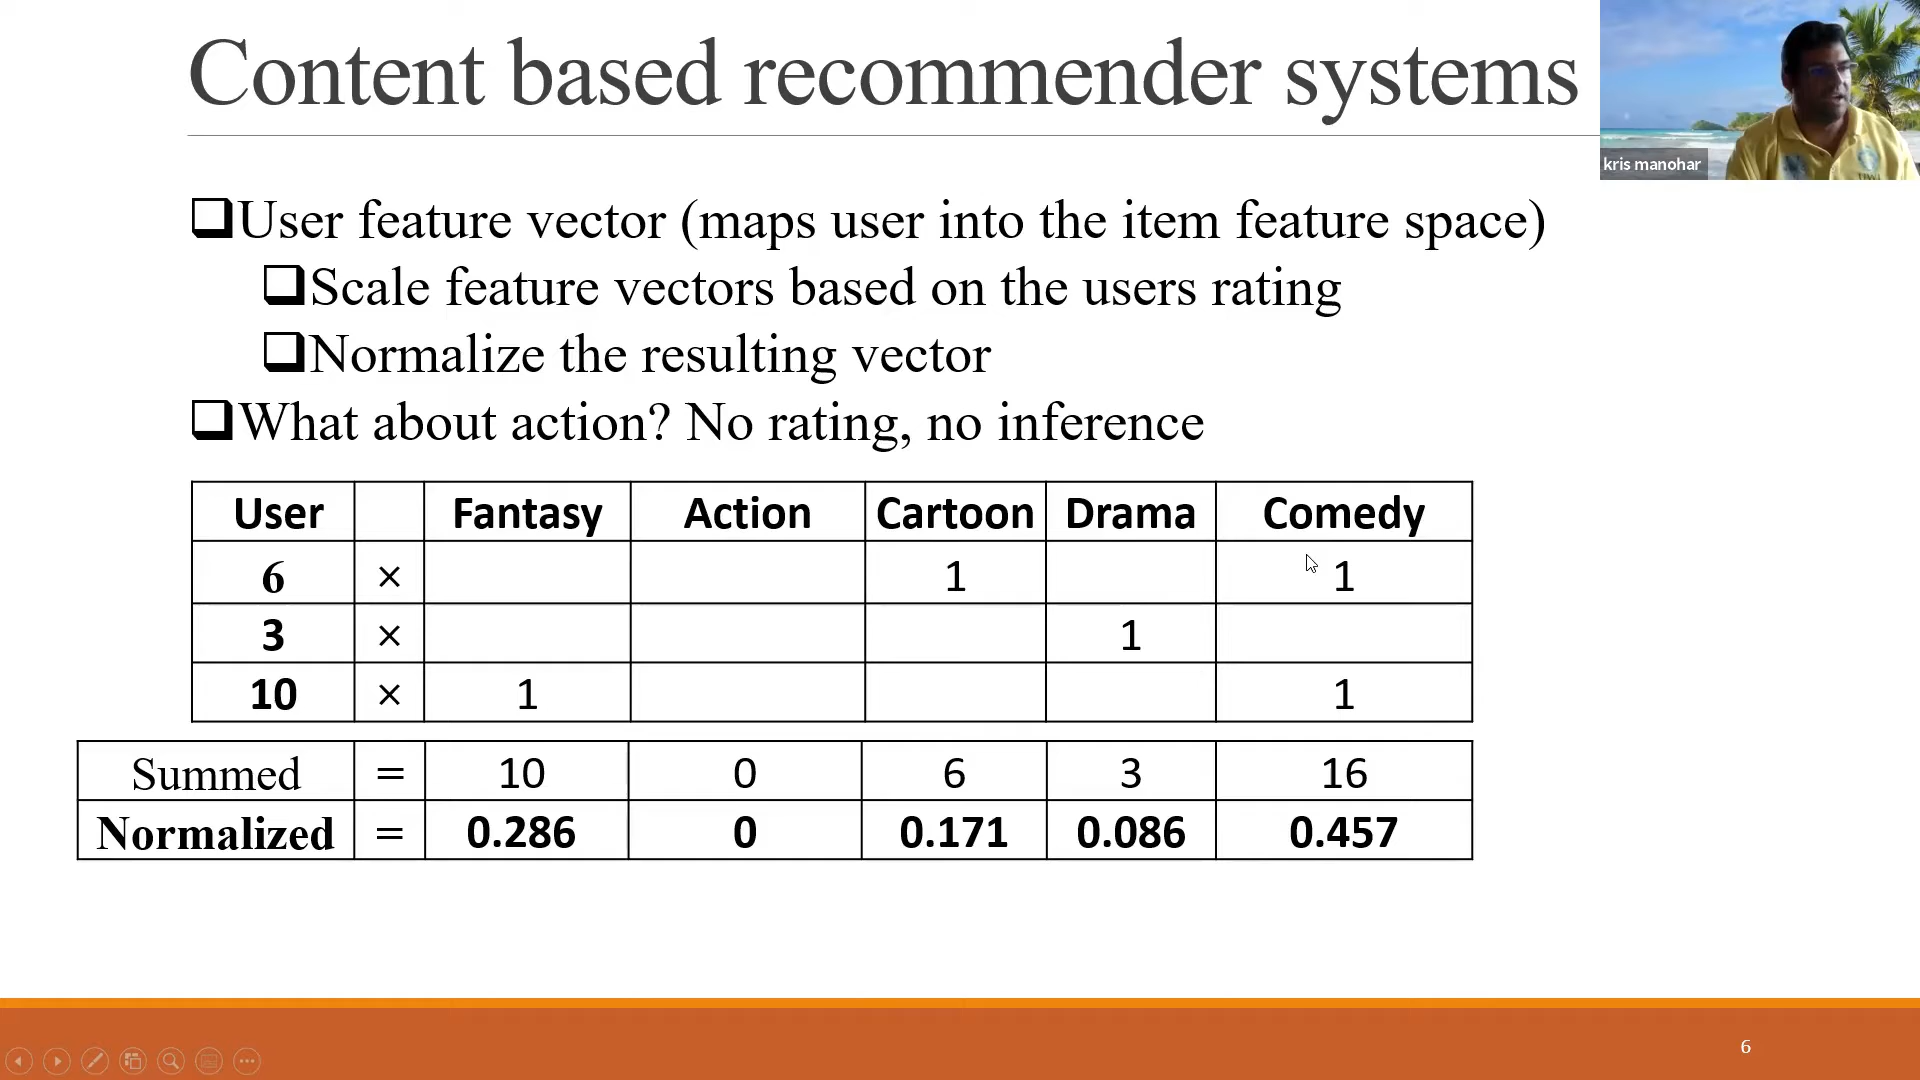 Content based recommender systems
kris manohar
❑User feature vector (maps user into the item feature space)
❑Scale feature vectors based on the users rating
❑Normalize the resulting vector
❑What about action? No rating, no inference
User Fantasy Action Cartoon Drama Comedy
6 × 1 1
3 × 1
10 × 1 1
Summed = 10 0 6 3 16
Normalized = 0.286 0 0.171 0.086 0.457
6